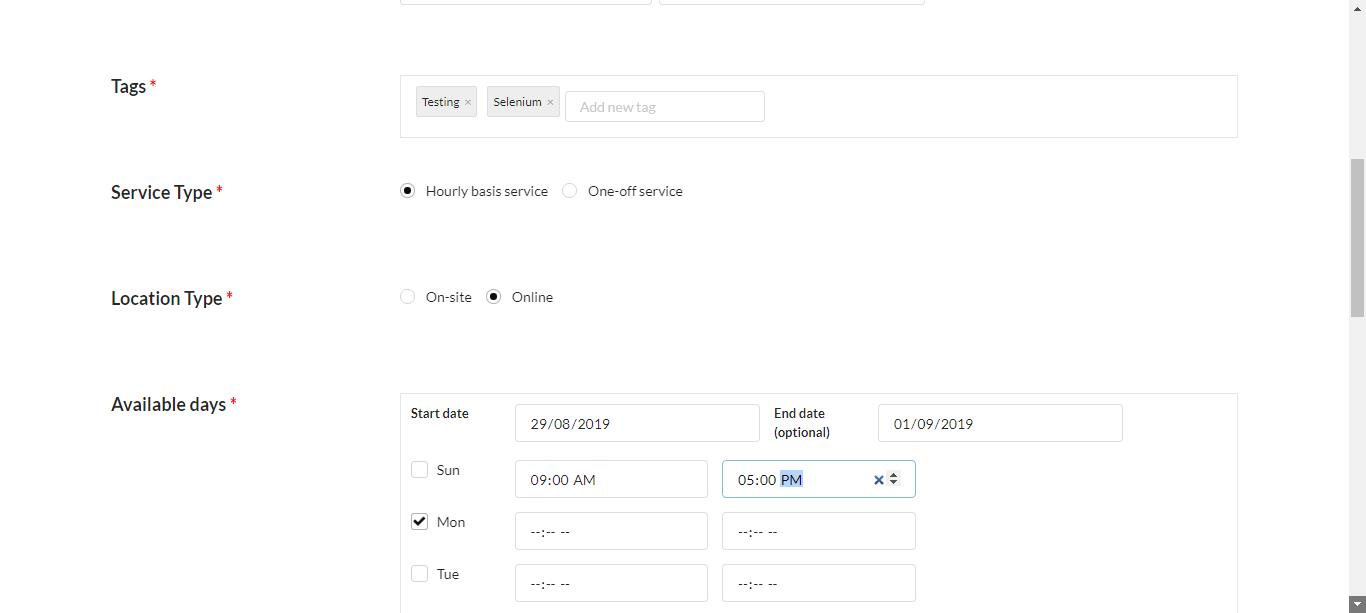 Tags *
Testing × Selenium × Add new tag
Service Type *
Hourly basis service One-off service
Location Type *
On-site Online
Available days *
Start date 29/08/2019 End date (optional) 01/09/2019
Sun 09:00 AM 05:00 PM ×
Mon --:-- -- --:-- --
Tue --:-- -- --:-- --